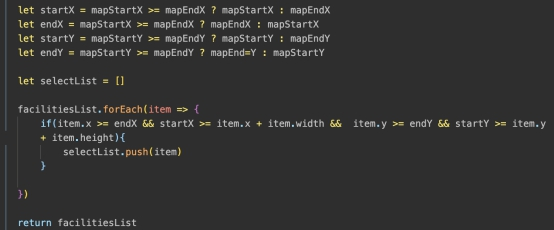 let startX = mapStartX >= mapEndX ? mapStartX : mapEndX
let endX = mapStartX >= mapEndX ? mapEndX : mapStartX
let startY = mapStartY >= mapEndY ? mapStartY : mapEndY
let endY = mapStartY >= mapEndY ? mapEnd=Y : mapStartY
let selectList = []
facilitiesList.forEach(item => {
if(item.x >= endX && startX >= item.x + item.width && item.y >= endY && startY >= item.y
+ item.height){
selectList.push(item)
}
})
return facilitiesList